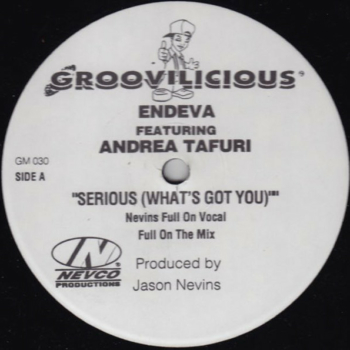 GROOVILICIOUS
ENDEVA
FEATURING
ANDREA TAFURI
GM 030
SIDE A
"SERIOUS (WHAT'S GOT YOU)""
Nevins Full On Vocal
Full On The Mix
N
NEVCO
PRODUCTIONS
Produced by
Jason Nevins